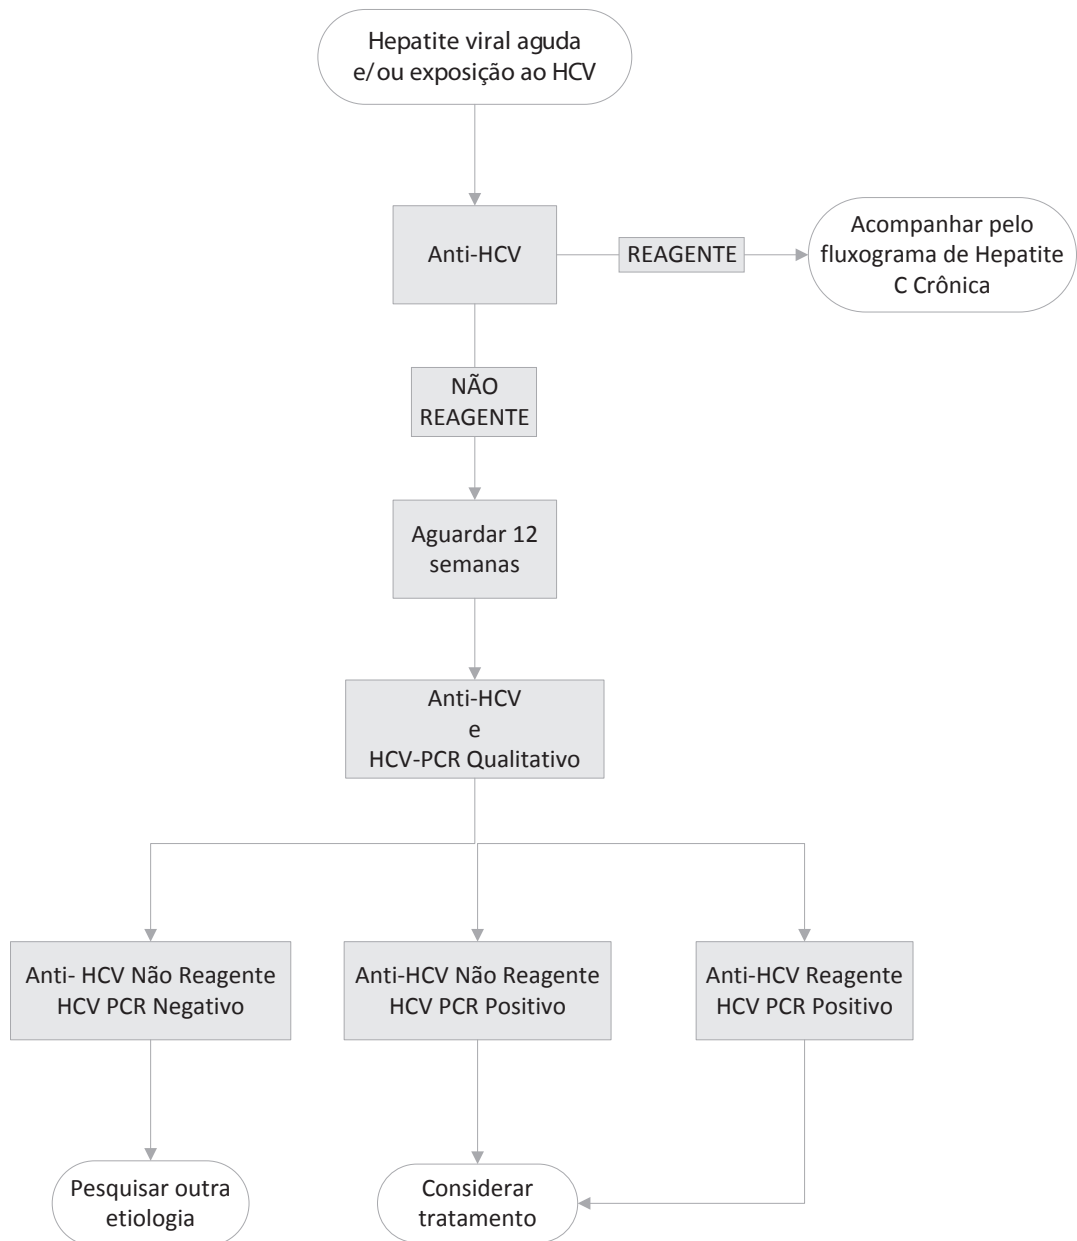 Hepatite viral aguda
e/ou exposição ao HCV
Anti-HCV
REAGENTE
Acompanhar pelo
fluxograma de Hepatite
C Crônica
NÃO
REAGENTE
Aguardar 12
semanas
Anti-HCV
e
HCV-PCR Qualitativo
Anti- HCV Não Reagente
HCV PCR Negativo
Anti-HCV Não Reagente
HCV PCR Positivo
Anti-HCV Reagente
HCV PCR Positivo
Pesquisar outra
etiologia
Considerar
tratamento